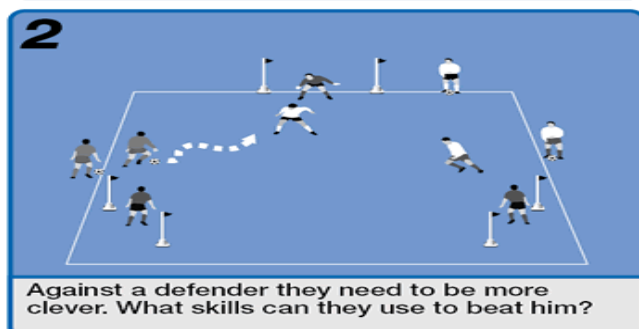 2
Against a defender they need to be more
clever. What skills can they use to beat him?